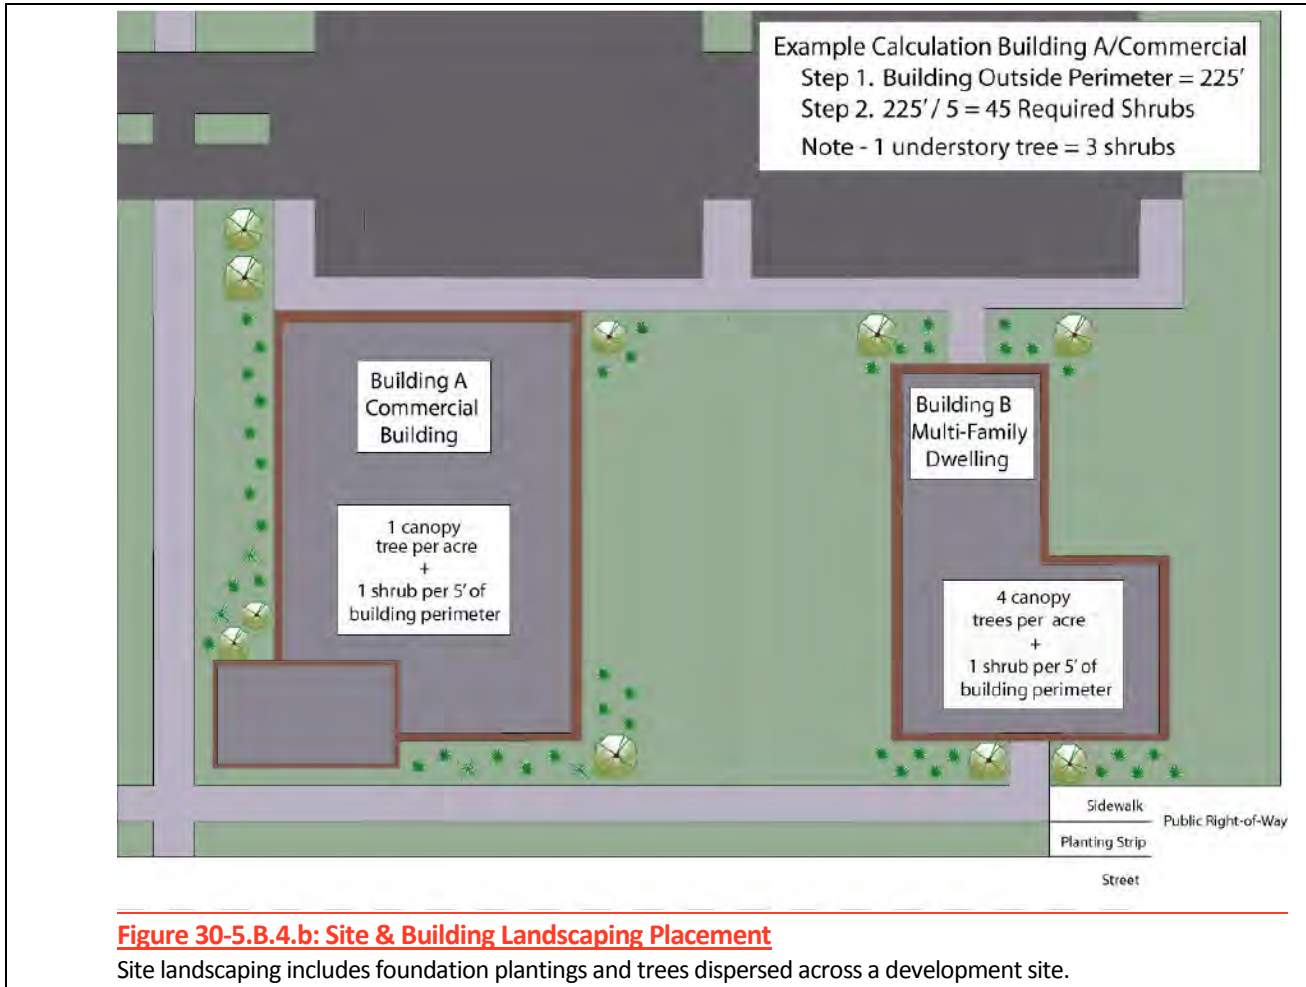 Example Calculation Building A/Commercial
Step 1. Building Outside Perimeter = 225'
Step 2. 225' / 5 = 45 Required Shrubs
Note - 1 understory tree = 3 shrubs
Building A
Commercial
Building
1 canopy
tree per acre
+
1 shrub per 5' of
building perimeter
Building B
Multi-Family
Dwelling
4 canopy
trees per acre
+
1 shrub per 5' of
building perimeter
Sidewalk
Public Right-of-Way
Planting Strip
Street
Figure 30-5.B.4.b: Site & Building Landscaping Placement
Site landscaping includes foundation plantings and trees dispersed across a development site.